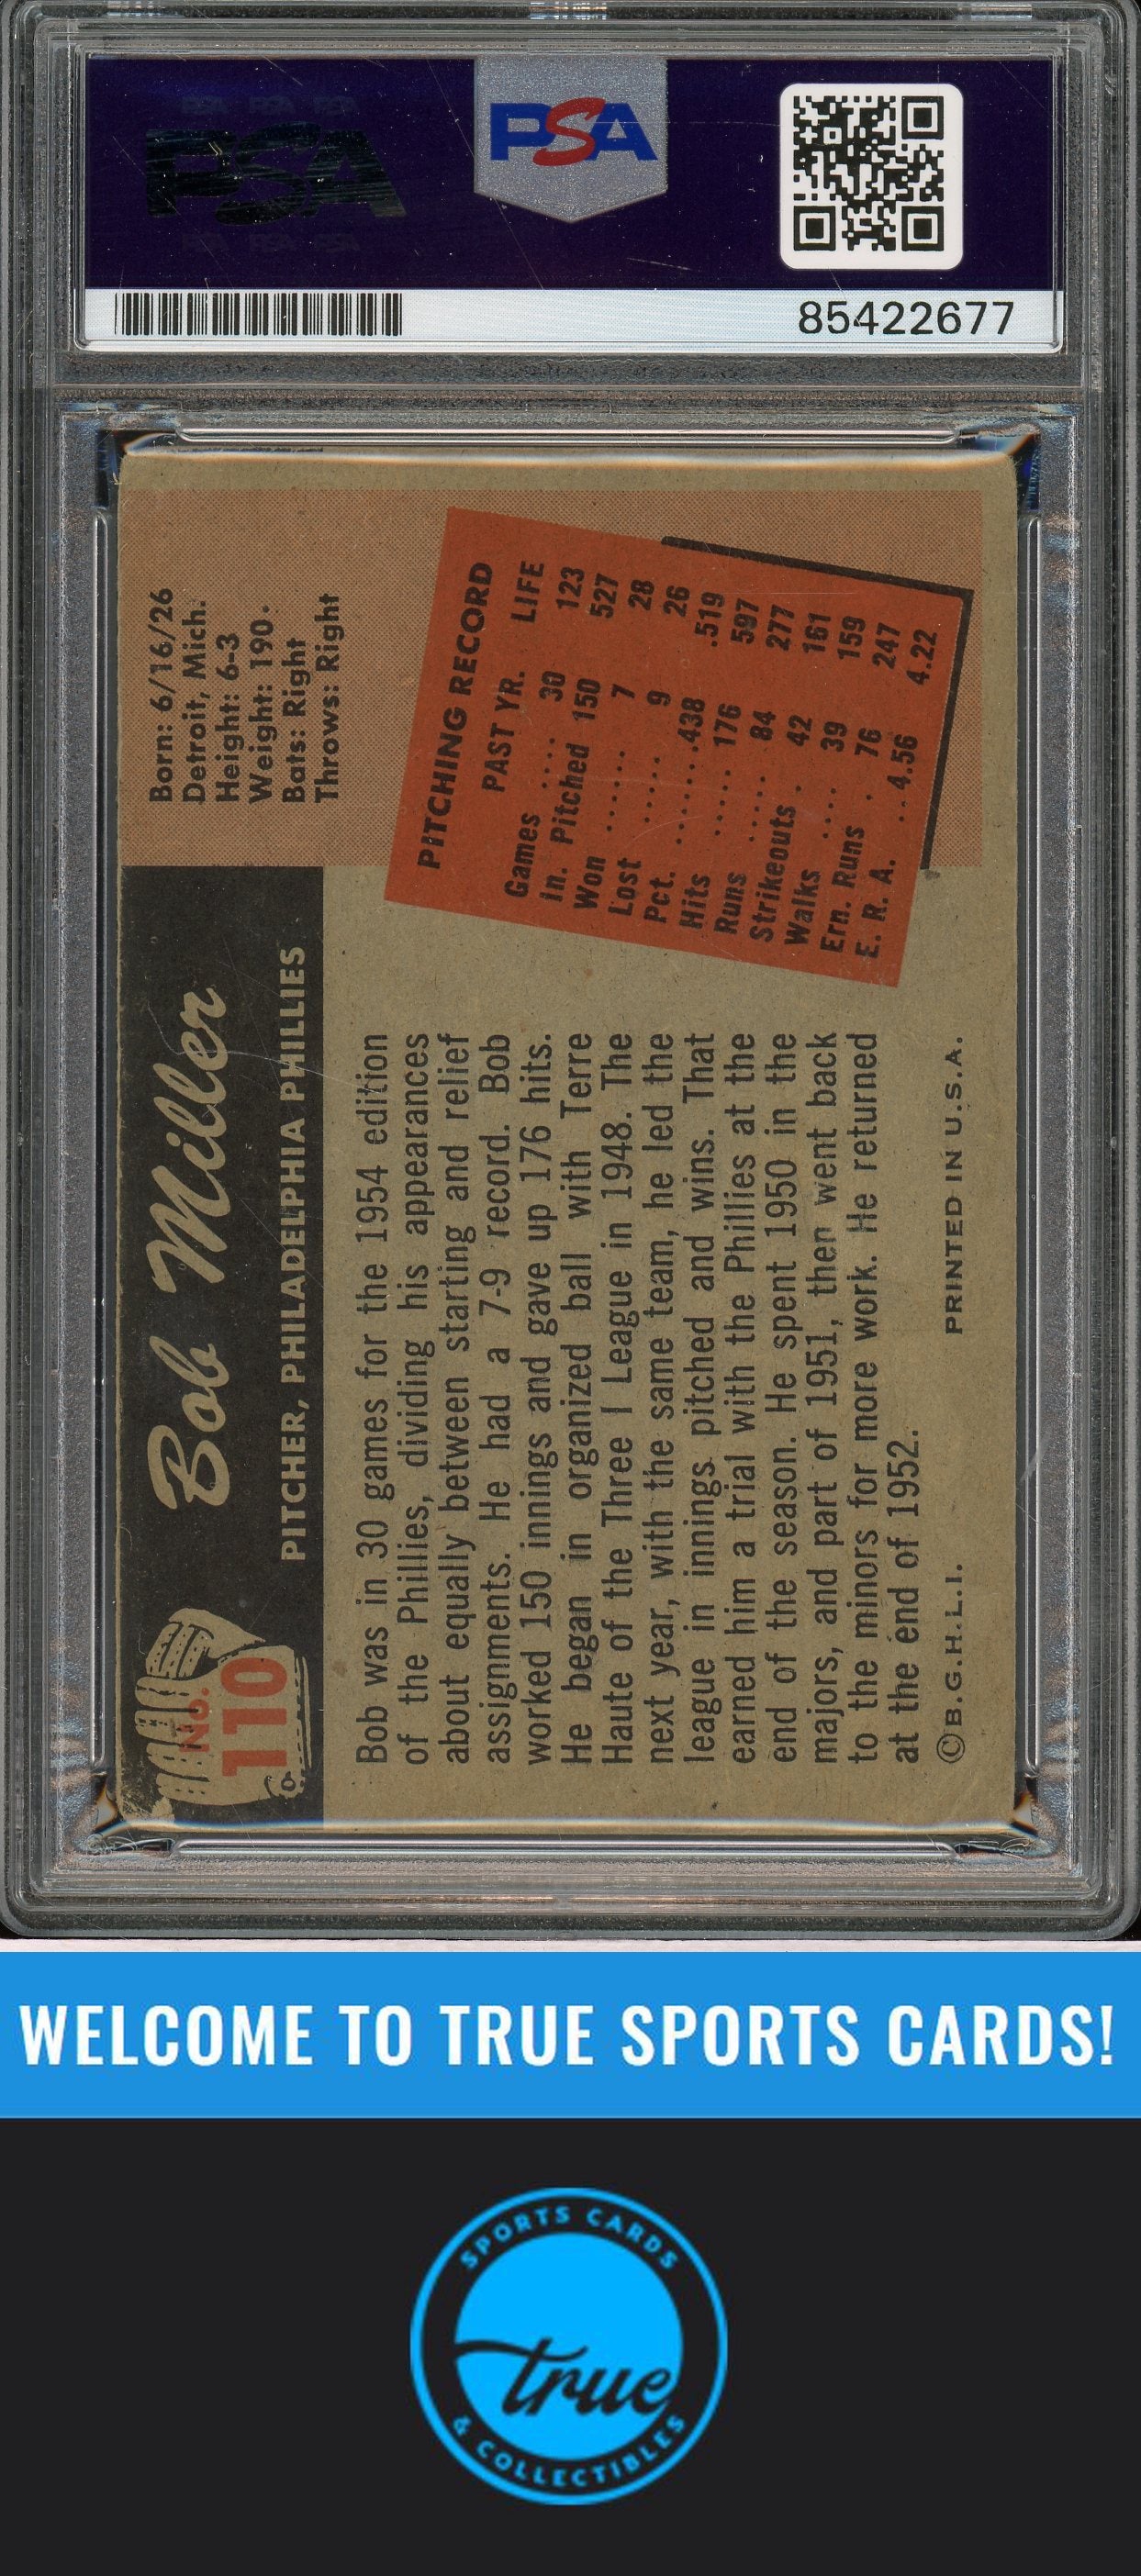 PSA
PSA
85422677
No.
110
Bob Miller
PITCHER, PHILADELPHIA PHILLIES
Born: 6/16/26
Detroit, Mich.
Height: 6-3
Weight: 190.
Bats: Right
Throws: Right
Bob was in 30 games for the 1954 edition
of the Phillies, dividing his appearances
about equally between starting and relief
assignments. He had a 7-9 record. Bob
worked 150 innings and gave up 176 hits.
He began in organized ball with Terre
Haute of the Three I League in 1948. The
next year, with the same team, he led the
league in innings pitched and wins. That
earned him a trial with the Phillies at the
end of the season. He spent 1950 in the
majors, and part of 1951, then went back
to the minors for more work. He returned
at the end of 1952.
PITCHING RECORD
PAST YR. LIFE
Games .... 30 123
In. Pitched 150 527
Won ...... 7 28
Lost ..... 9 26
Pct. ....... .438 .519
Hits ..... 176 597
Runs ..... 84 277
Strikeouts . 42 161
Walks .... 39 159
Ern. Runs . 76 247
E. R. A. .. 4.56 4.22
©B.G.H.L.I. PRINTED IN U.S.A.
WELCOME TO TRUE SPORTS CARDS!
SPORTS CARDS
true
& COLLECTIBLES